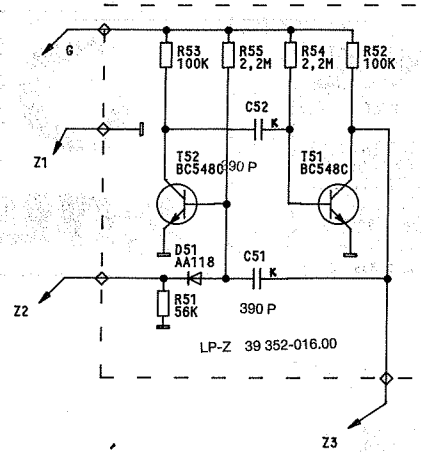 G
R53
100K
R55
2,2M
R54
2,2M
R52
100K
C52
K
Z1
T52
BC548C
390 P
T51
BC548C
D51
AA118
C51
K
Z2
R51
56K
390 P
LP-Z 39 352-016.00
Z3